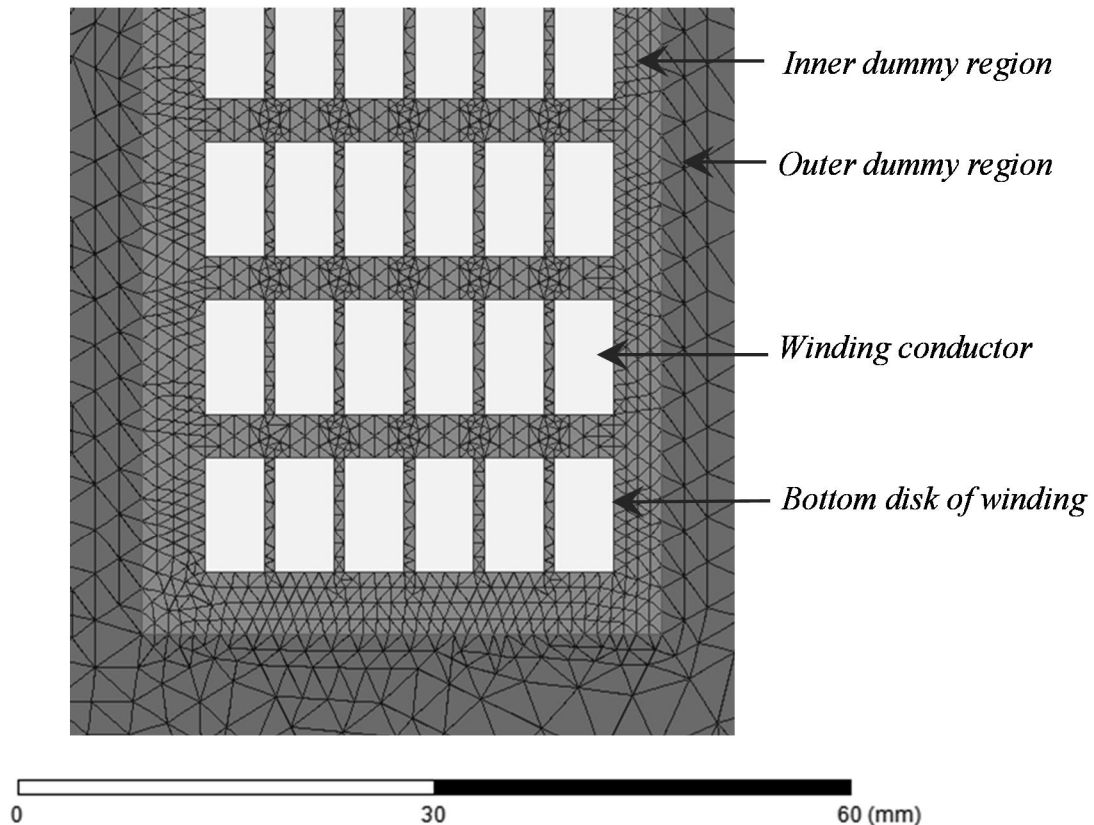 Inner dummy region
Outer dummy region
Winding conductor
Bottom disk of winding
0 30 60 (mm)